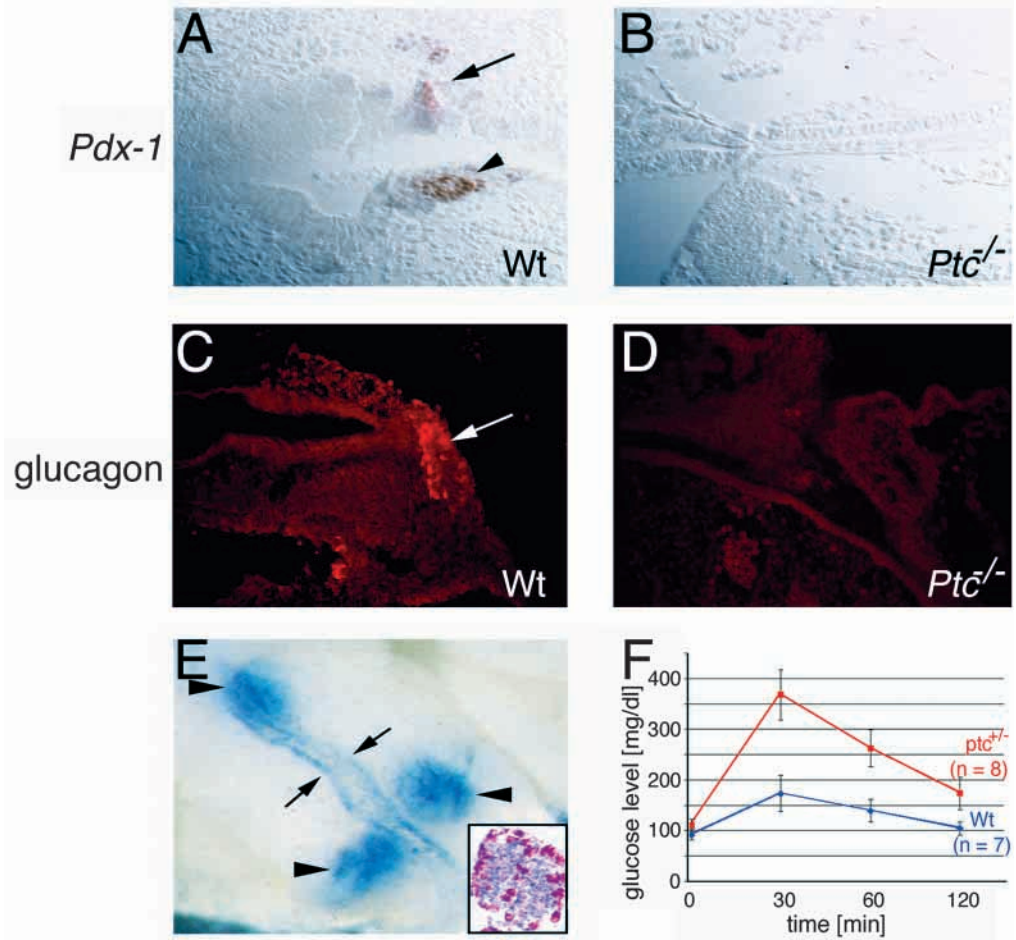 A
B
Pdx-1
Wt
Ptc-/-
C
D
glucagon
Wt
Ptc-/-
E
F
glucose level [mg/dl]
400
300
200
100
0
ptc+/-
(n = 8)
Wt
(n = 7)
0 30 60 120
time [min]